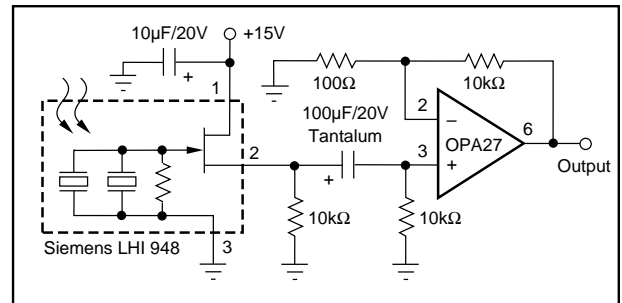 10µF/20V
+15V
+
1
100Ω
10kΩ
100µF/20V
Tantalum
2
–
6
OPA27
Output
2
3
+
+
10kΩ
10kΩ
3
Siemens LHI 948